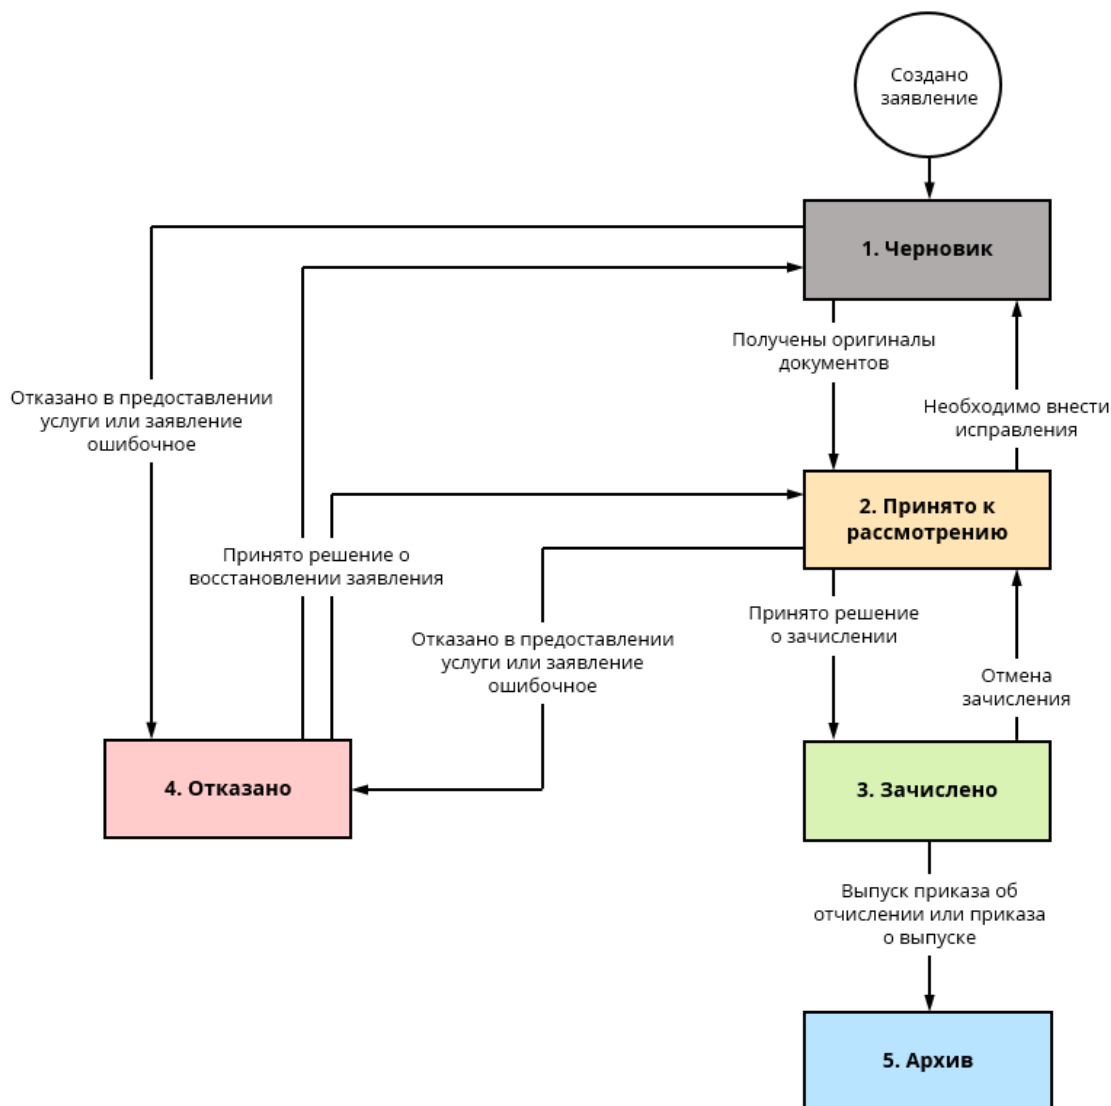 Создано
заявление
1. Черновик
Получены оригиналы
документов
Необходимо внести
исправления
Отказано в предоставлении
услуги или заявление
ошибочное
2. Принято к
рассмотрению
Принято решение о
восстановлении заявления
Отказано в предоставлении
услуги или заявление
ошибочное
Принято решение
о зачислении
Отмена
зачисления
4. Отказано
3. Зачислено
Выпуск приказа об
отчислении или приказа
о выпуске
5. Архив